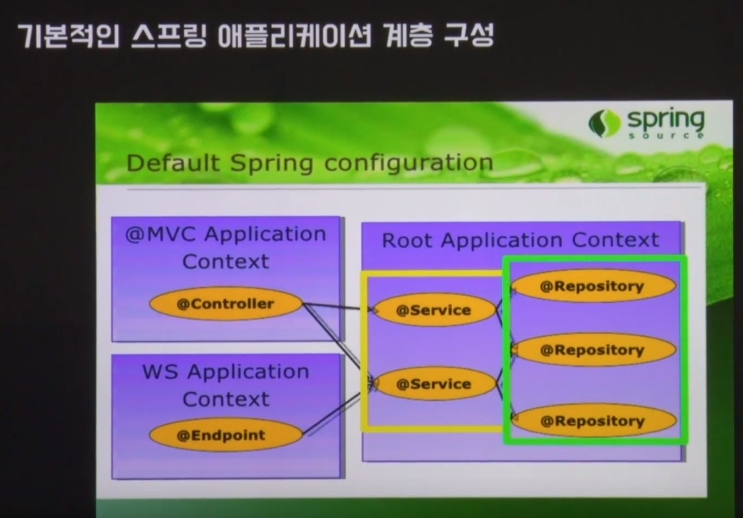 기본적인 스프링 애플리케이션 계층 구성
spring
source
Default Spring configuration
@MVC Application
Context
@Controller
WS Application
Context
@Endpoint
Root Application Context
@Service
@Service
@Repository
@Repository
@Repository